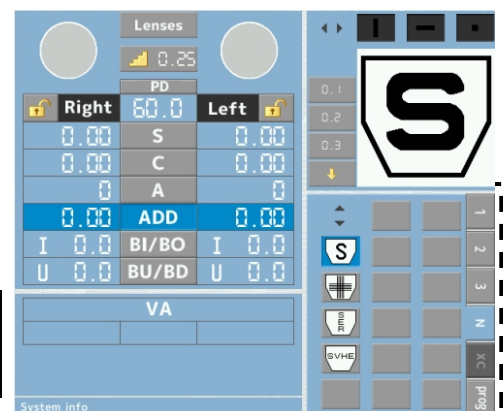 Lenses
0.25
PD
Right 60.0 Left
0.00 S 0.00
0.00 C 0.00
0 A 0
0.00 ADD 0.00
I 0.0 BI/BO I 0.0
U 0.0 BU/BD U 0.0
VA
System info
0.1
0.2
0.3
S
S
SER
SVHE
1
2
3
N
XC
prog